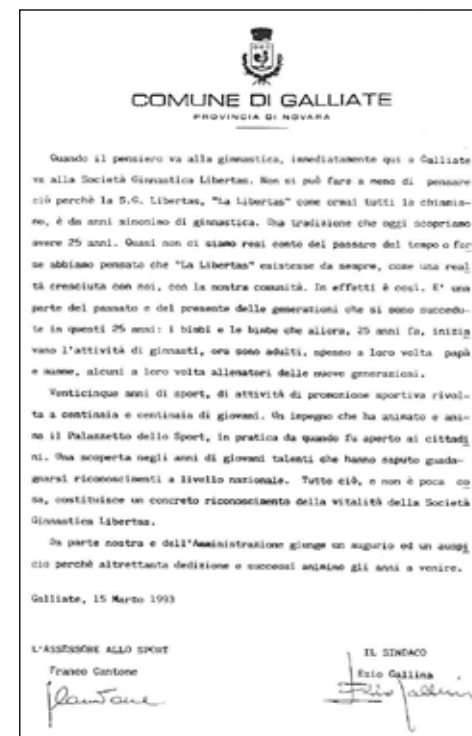 COMUNE DI GALLIATE
PROVINCIA DI NOVARA
Quando il pensiero va alla ginnastica, immediatamente qui a Galliate
va alla Società Ginnastica Libertas. Non si può fare a meno di pensare
ciò perchè la S.G. Libertas, "La Libertas" come ormai tutti la chiamia-
mo, è da anni sinonimo di ginnastica. Una tradizione che oggi scopriamo
avere 25 anni. Quasi non ci siamo resi conto del passare del tempo o for
se abbiamo pensato che "La Libertas" esistesse da sempre, come una real
tà cresciuta con noi, con la nostra comunità. In effetti è così. E' una
parte del passato e del presente delle generazioni che si sono succedu-
te in questi 25 anni: i bimbi e le bimbe che allora, 25 anni fa, inizia
vano l'attività di ginnasti, ora sono adulti, spesso a loro volta papà
e mamme, alcuni a loro volta allenatori delle nuove generazioni.
Venticinque anni di sport, di attività di promozione sportiva rivol-
ta a centinaia e centinaia di giovani. Un impegno che ha animato e ani-
ma il Palazzetto dello Sport, in pratica da quando fu aperto ai cittadi
ni. Una scoperta negli anni di giovani talenti che hanno saputo guada-
gnarsi riconoscimenti a livello nazionale. Tutto ciò, e non è poca co
sa, costituisce un concreto riconoscimento della vitalità della Società
Ginnastica Libertas.
Da parte nostra e dell'Amministrazione giunge un augurio ed un auspi
cio perchè altrettanta dedizione e successi animino gli anni a venire.
Galliate, 15 Marzo 1993
L'ASSESSORE ALLO SPORT
Franco Cantone
IL SINDACO
Ezio Gallina
Ezio Gallina